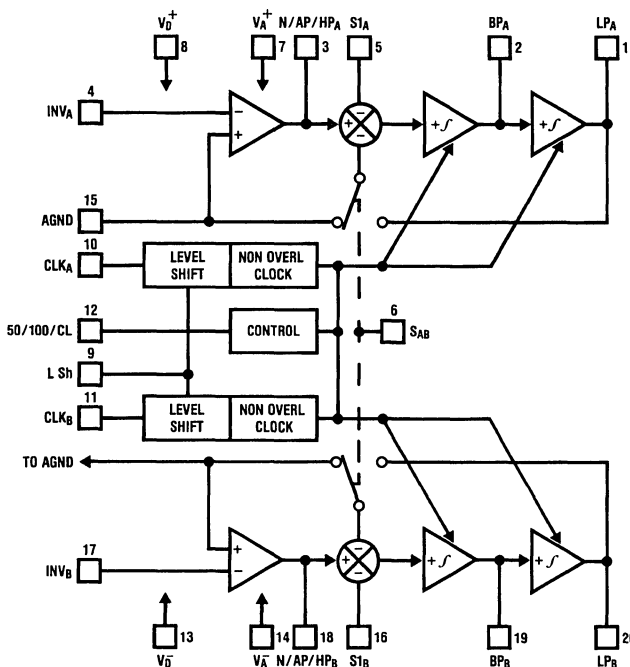 V_D^+ V_A^+ N/AP/HP_A S1_A BP_A LP_A
8 7 3 5 2 1
4
INV_A − + + − − +∫ +∫
15
AGND
10
CLK_A LEVEL SHIFT NON OVERL CLOCK
12 6
50/100/CL CONTROL S_AB
9
L Sh
11
CLK_B LEVEL SHIFT NON OVERL CLOCK
TO AGND
17
INV_B + − + − − +∫ +∫
13 14 18 16 19 20
V_D^− V_A^− N/AP/HP_B S1_B BP_B LP_B